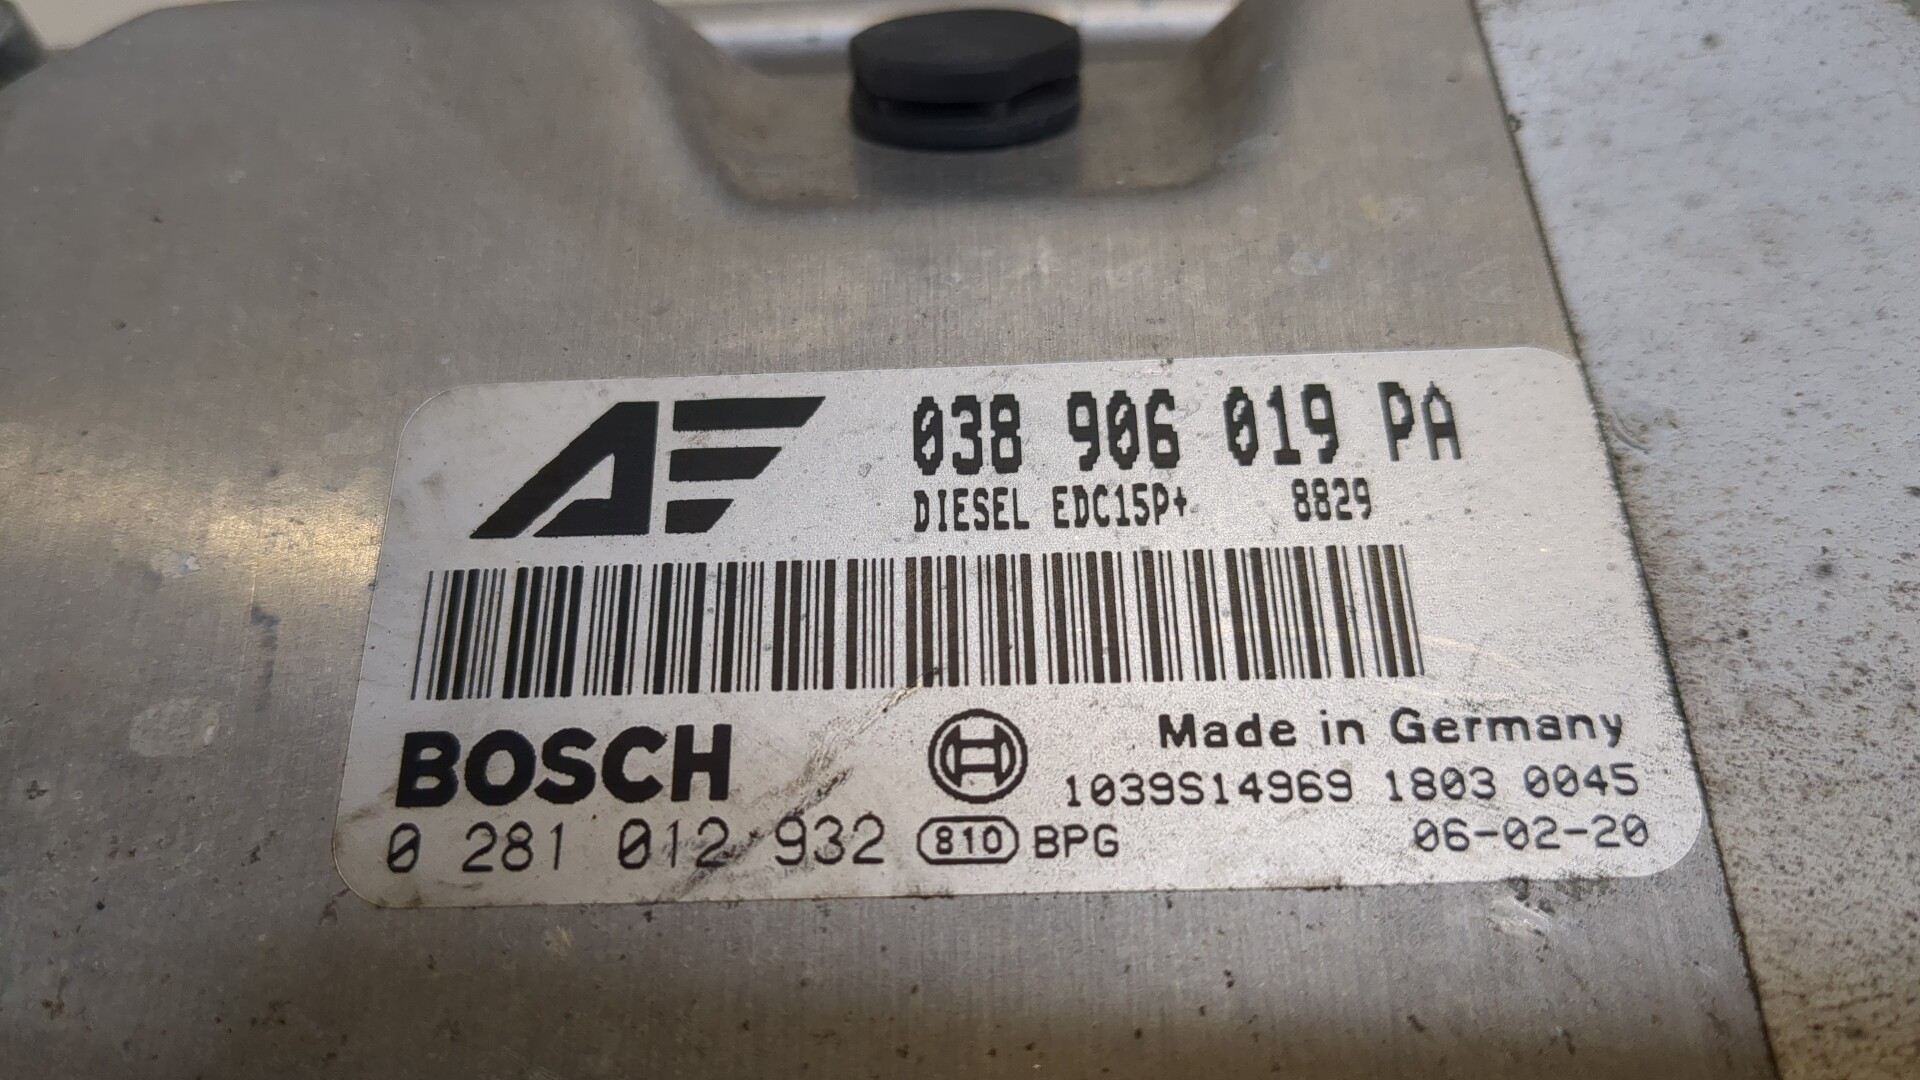 AF 038 906 019 PA
DIESEL EDC15P+ 8829
BOSCH Made in Germany
1039S14969 1803 0045
0 281 012 932 810 BPG 06-02-20